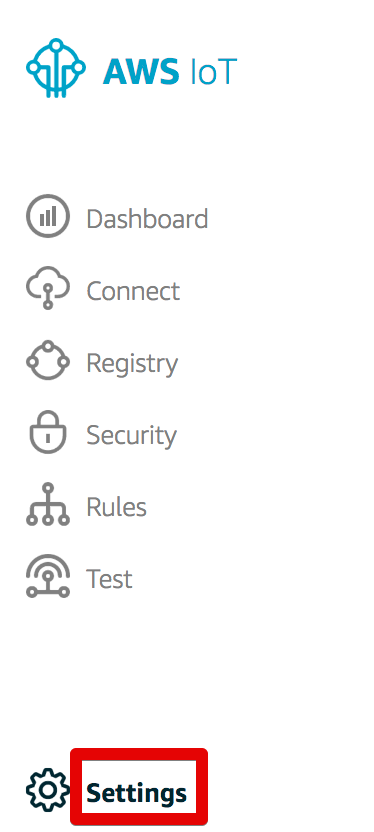 AWS IoT
Dashboard
Connect
Registry
Security
Rules
Test
Settings